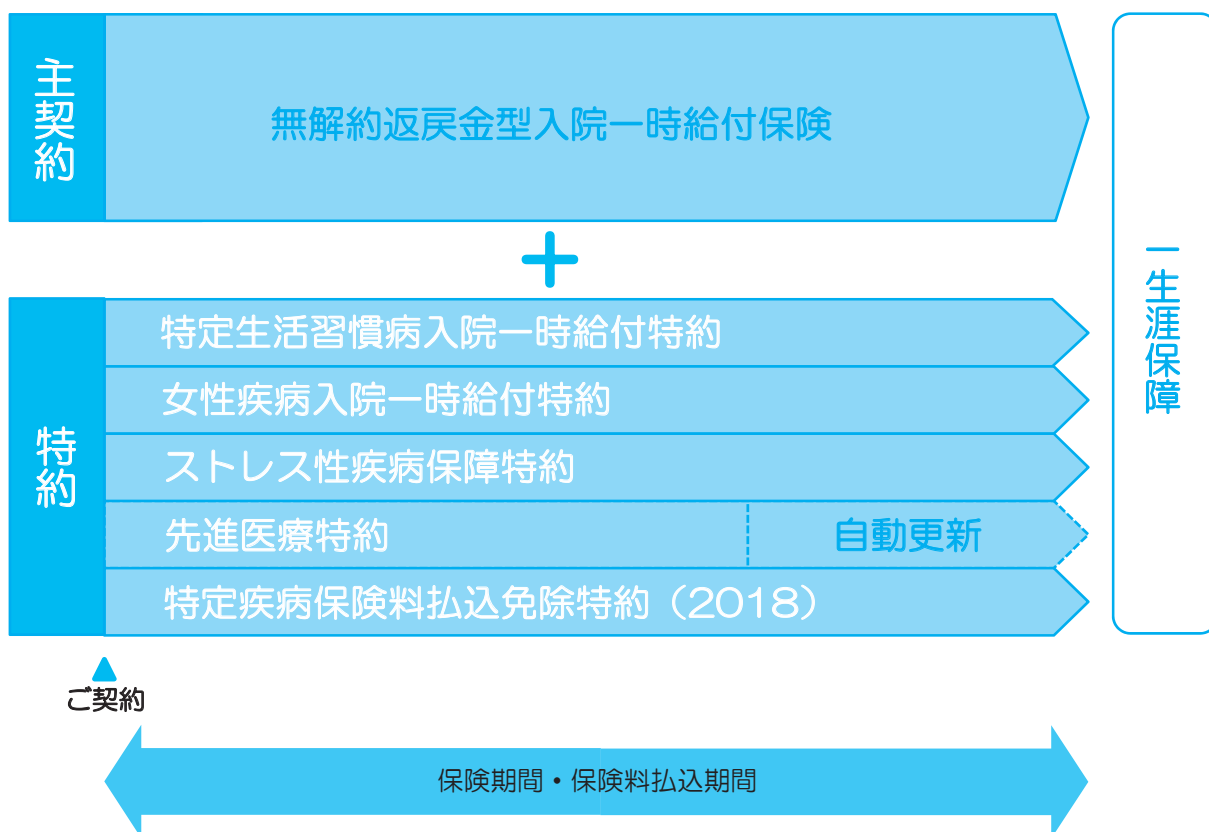 主契約
無解約返戻金型入院一時給付保険
特約
特定生活習慣病入院一時給付特約
女性疾病入院一時給付特約
ストレス性疾病保障特約
先進医療特約
自動更新
特定疾病保険料払込免除特約（2018）
一生涯保障
ご契約
保険期間・保険料払込期間